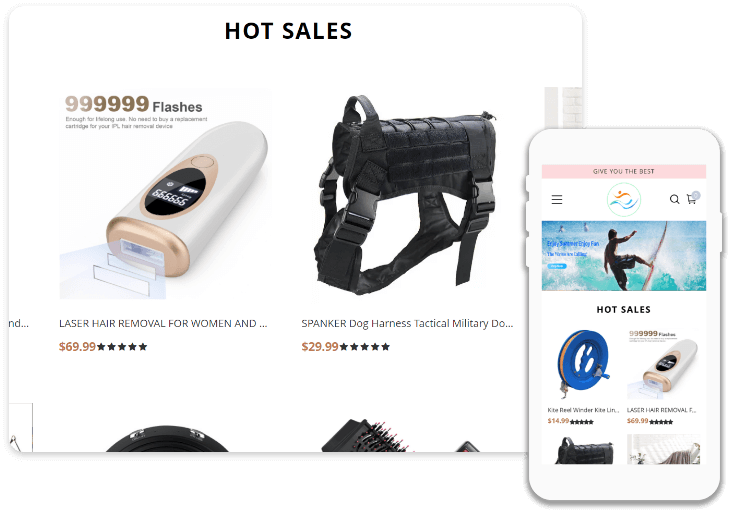 HOT SALES
999999 Flashes
Enough for lifelong use. No need to buy a replacement
cartridge for your IPL hair removal device
999999
nd...
LASER HAIR REMOVAL FOR WOMEN AND ...
SPANKER Dog Harness Tactical Military Do...
$69.99
$29.99
GIVE YOU THE BEST
Enjoy Summer Enjoy Fun
The Waves are Calling
HOT SALES
999999 Flashes
Kite Reel Winder Kite Lin...
LASER HAIR REMOVAL F...
$14.99
$69.99